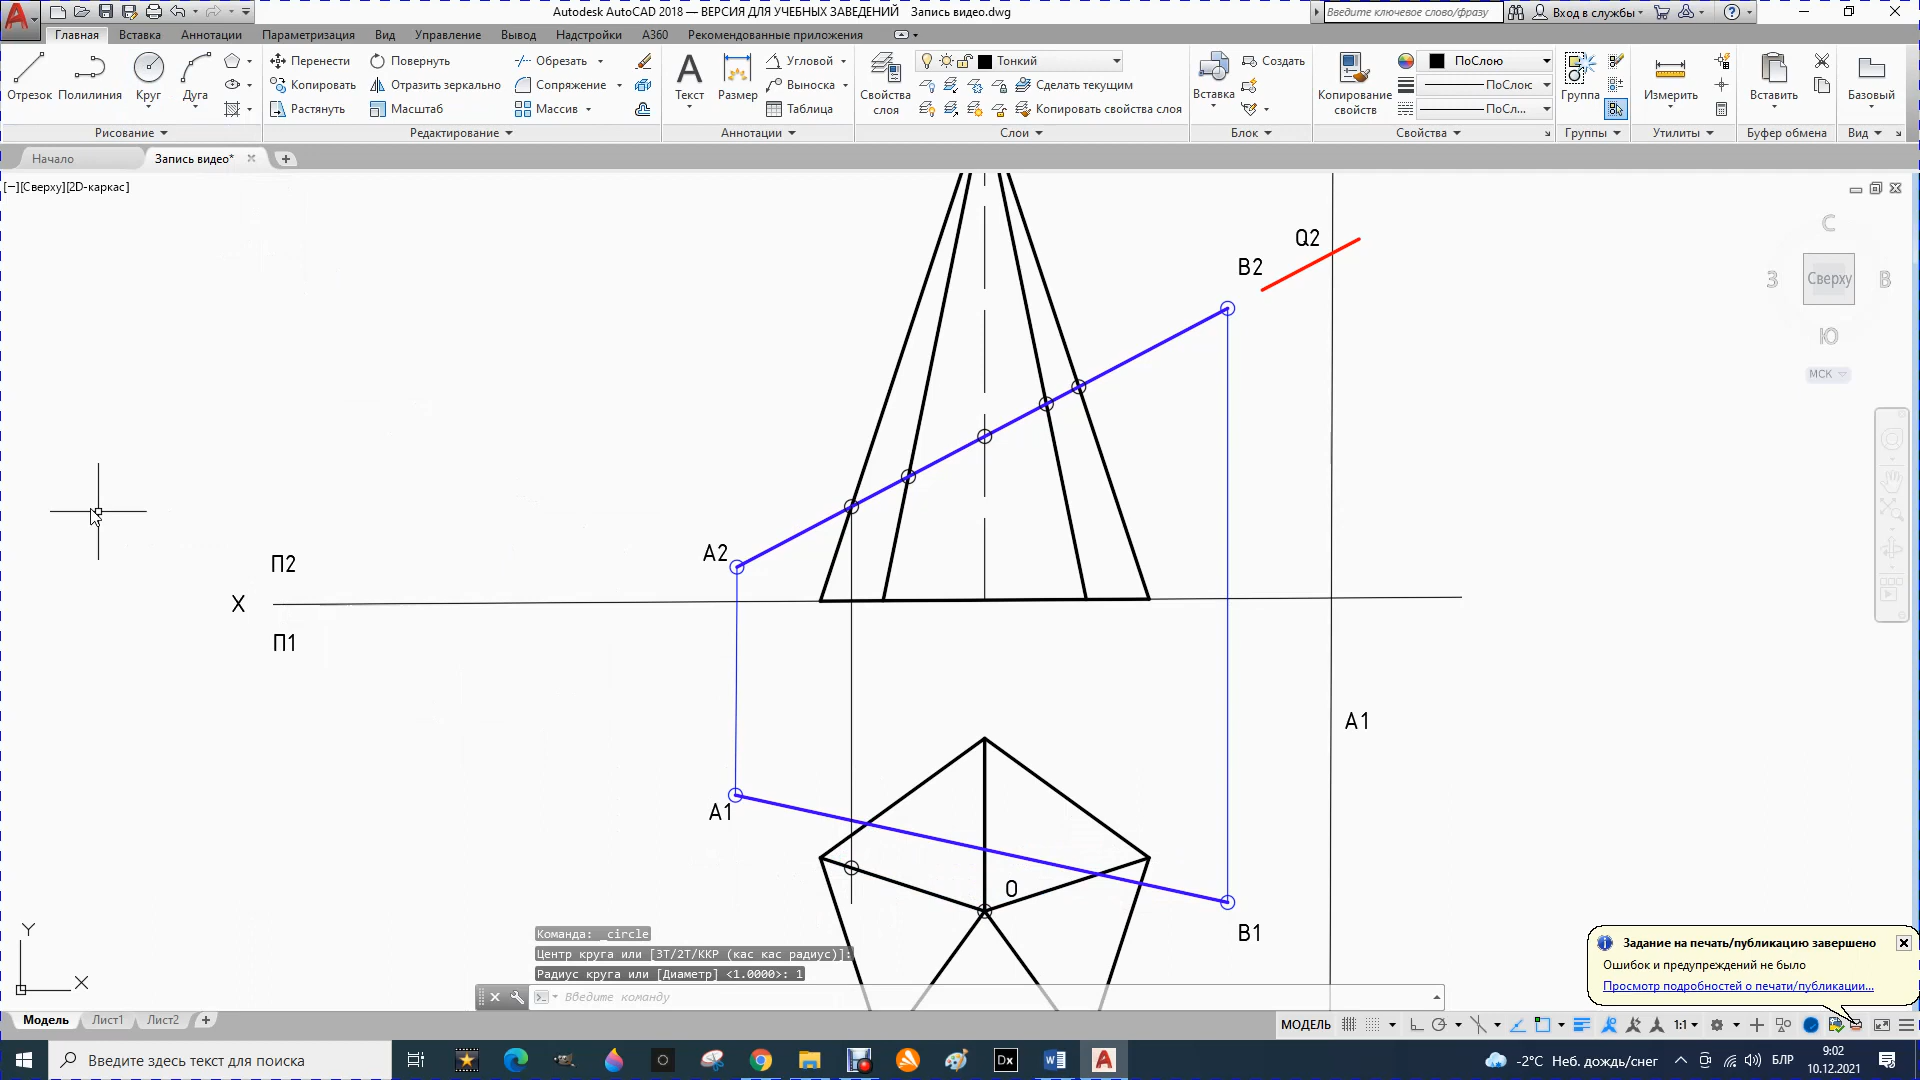 Autodesk AutoCAD 2018 — ВЕРСИЯ ДЛЯ УЧЕБНЫХ ЗАВЕДЕНИЙ Запись видео.dwg
Введите ключевое слово/фразу
Вход в службы
Главная Вставка Аннотации Параметризация Вид Управление Вывод Надстройки A360 Рекомендованные приложения
Отрезок Полилиния Круг Дуга
Перенести Повернуть Обрезать
Копировать Отразить зеркально Сопряжение
Растянуть Масштаб Массив
Текст Размер
Угловой
Выноска
Таблица
Свойства слоя
Тонкий
Сделать текущим
Копировать свойства слоя
Вставка
Создать
Копирование свойств
ПоСлою
ПоСлою
ПоСл...
Группа
Измерить
Вставить
Базовый
Рисование Редактирование Аннотации Слои Блок Свойства Группы Утилиты Буфер обмена Вид
Начало Запись видео*
[−][Сверху][2D-каркас]
С
З Сверху В
Ю
МСК
Q2
B2
A2
П2
X
П1
A1
A1
O
B1
Y
X
Команда: _circle
Центр круга или [3Т/2Т/ККР (кас кас радиус)]:
Радиус круга или [Диаметр] <1.0000>: 1
Введите команду
Задание на печать/публикацию завершено
Ошибок и предупреждений не было
Просмотр подробностей о печати/публикации...
Модель Лист1 Лист2
МОДЕЛЬ 1:1
Введите здесь текст для поиска
Dx
-2°C Неб. дождь/снег
БЛР
9:02
10.12.2021